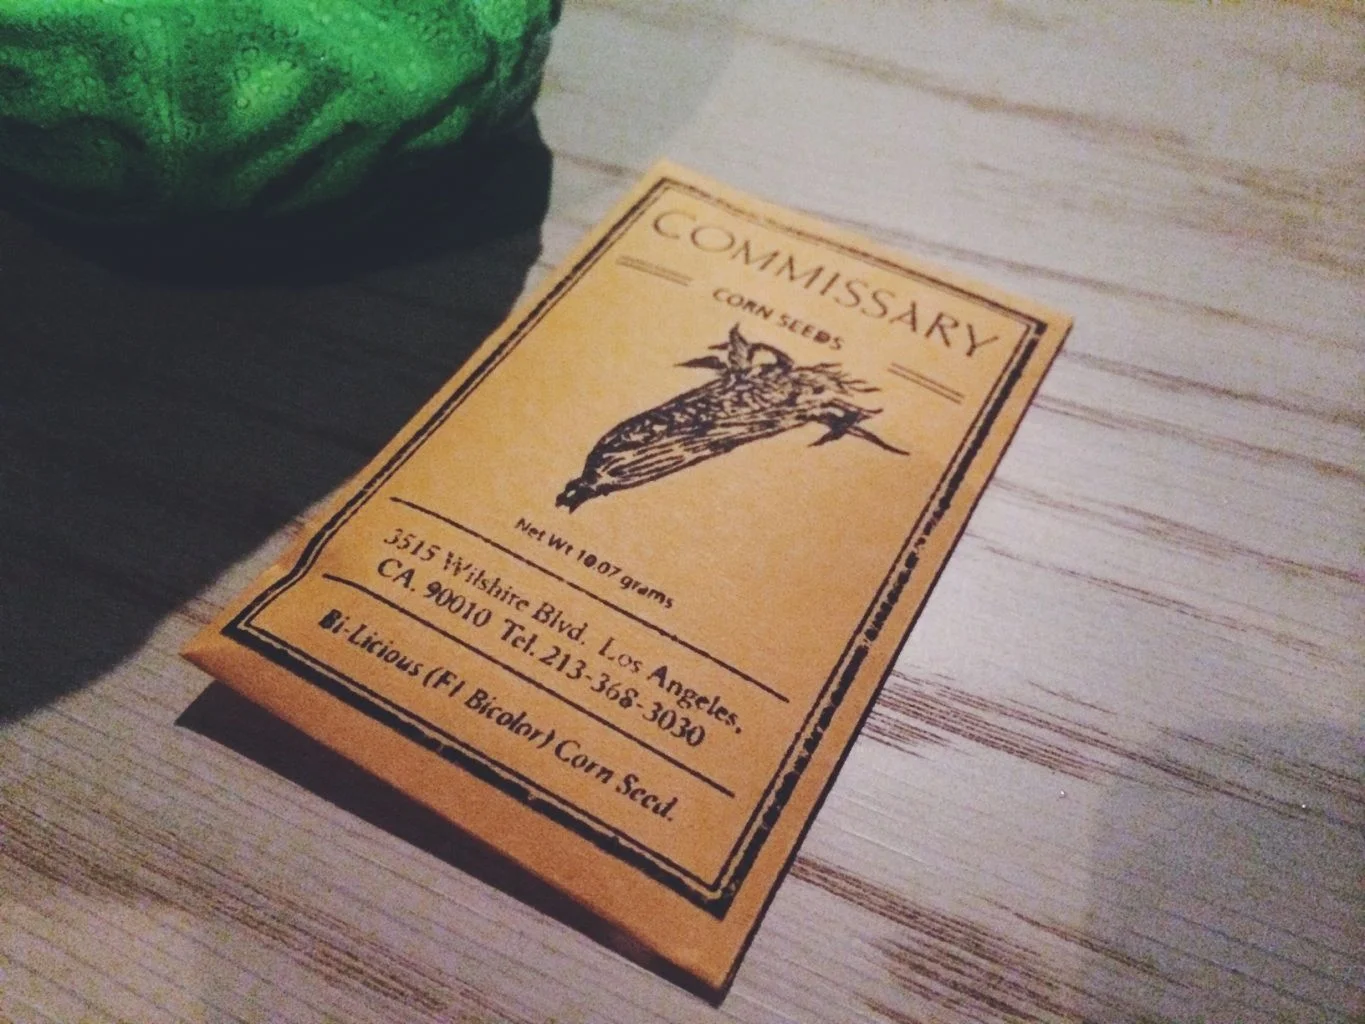 COMMISSARY
CORN SEEDS
Net Wt 10.07 grams
3515 Wilshire Blvd. Los Angeles,
CA. 90010 Tel. 213-368-3030
Bi-Licious (F1 Bicolor) Corn Seed.